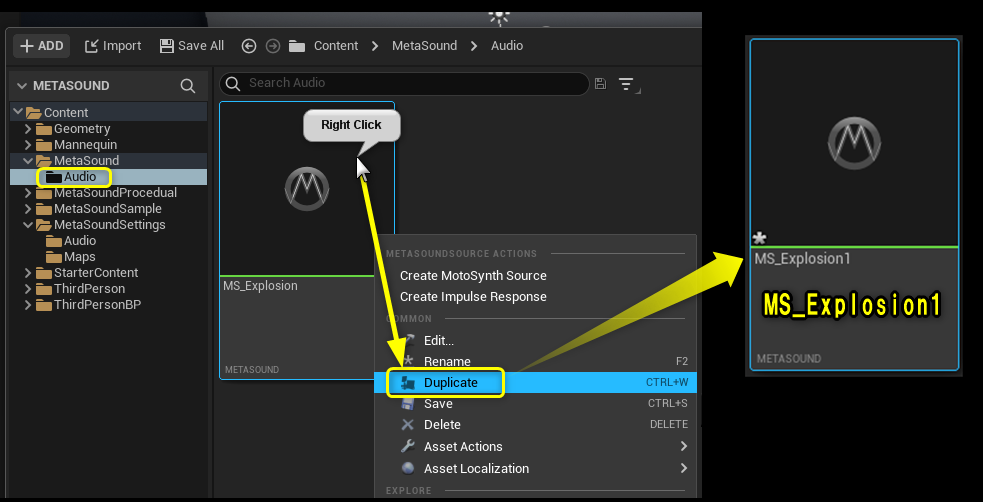 ADD
Import
Save All
Content
MetaSound
Audio
METASOUND
Content
Geometry
Mannequin
MetaSound
Audio
MetaSoundProcedual
MetaSoundSample
MetaSoundSettings
Audio
Maps
StarterContent
ThirdPerson
ThirdPersonBP
Search Audio
Right Click
MS_Explosion
METASOUND
METASOUNDSOURCE ACTIONS
Create MotoSynth Source
Create Impulse Response
COMMON
Edit...
Rename F2
Duplicate CTRL+W
Save CTRL+S
Delete DELETE
Asset Actions
Asset Localization
EXPLORE
MS_Explosion1
MS_Explosion1
METASOUND